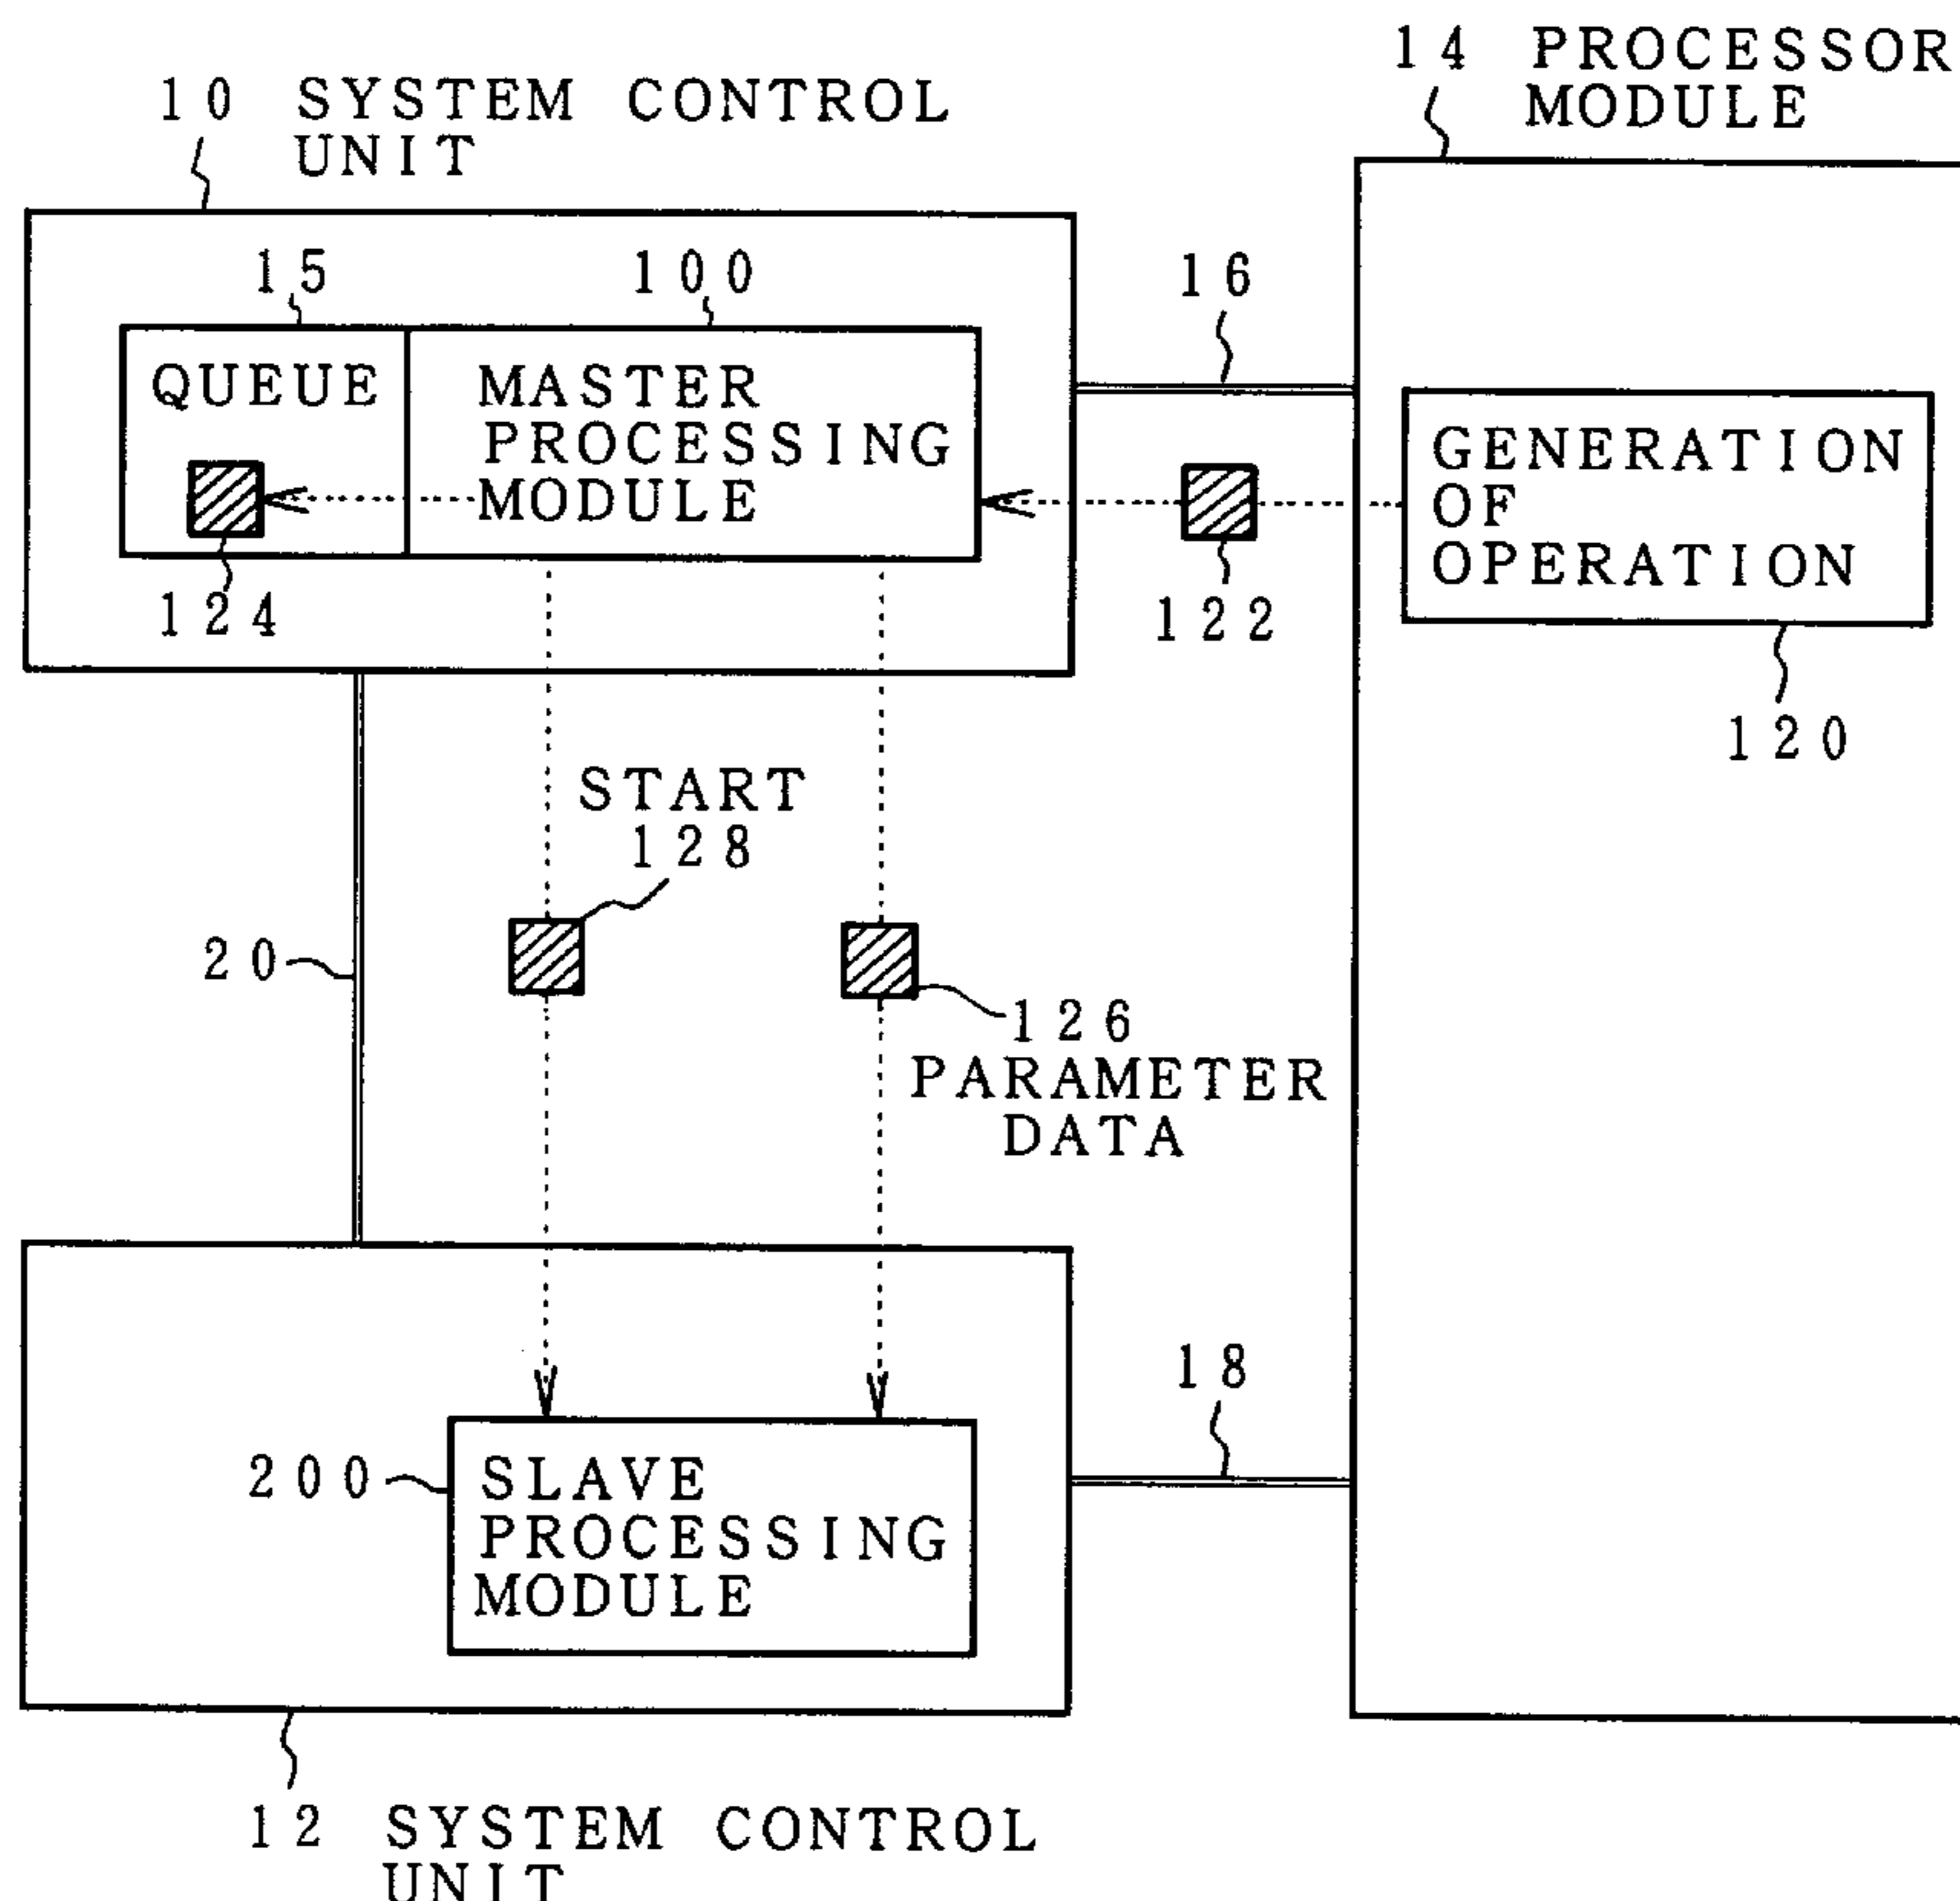 14 PROCESSOR
MODULE
10 SYSTEM CONTROL
UNIT
15
100
16
QUEUE
MASTER
PROCESSING
MODULE
GENERATION
OF
OPERATION
124
122
120
START
128
20
126
PARAMETER
DATA
18
200
SLAVE
PROCESSING
MODULE
12 SYSTEM CONTROL
UNIT